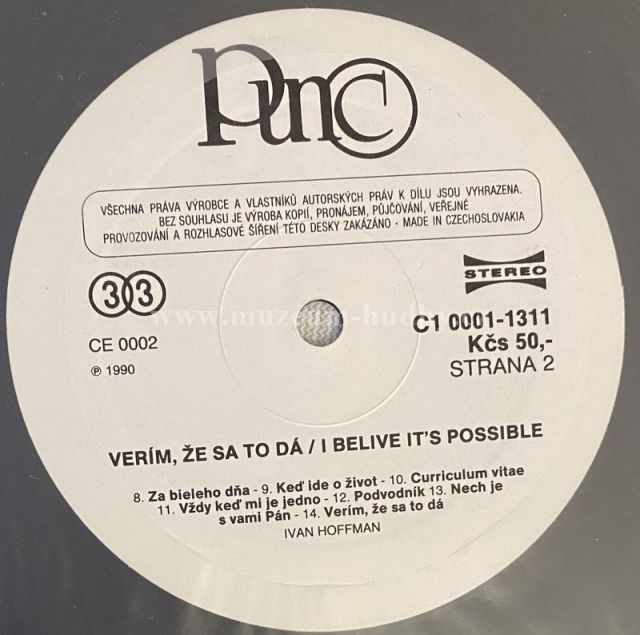 Punc
VŠECHNA PRÁVA VÝROBCE A VLASTNÍKŮ AUTORSKÝCH PRÁV K DÍLU JSOU VYHRAZENA.
BEZ SOUHLASU JE VÝROBA KOPIÍ, PRONÁJEM, PŮJČOVÁNÍ, VEŘEJNÉ
PROVOZOVÁNÍ A ROZHLASOVÉ ŠÍŘENÍ TÉTO DESKY ZAKÁZÁNO • MADE IN CZECHOSLOVAKIA
33
STEREO
CE 0002
℗ 1990
C1 0001-1311
Kčs 50,-
STRANA 2
VERÍM, ŽE SA TO DÁ / I BELIVE IT'S POSSIBLE
8. Za bieleho dňa - 9. Keď ide o život - 10. Curriculum vitae
11. Vždy keď mi je jedno - 12. Podvodník 13. Nech je
s vami Pán - 14. Verím, že sa to dá
IVAN HOFFMAN